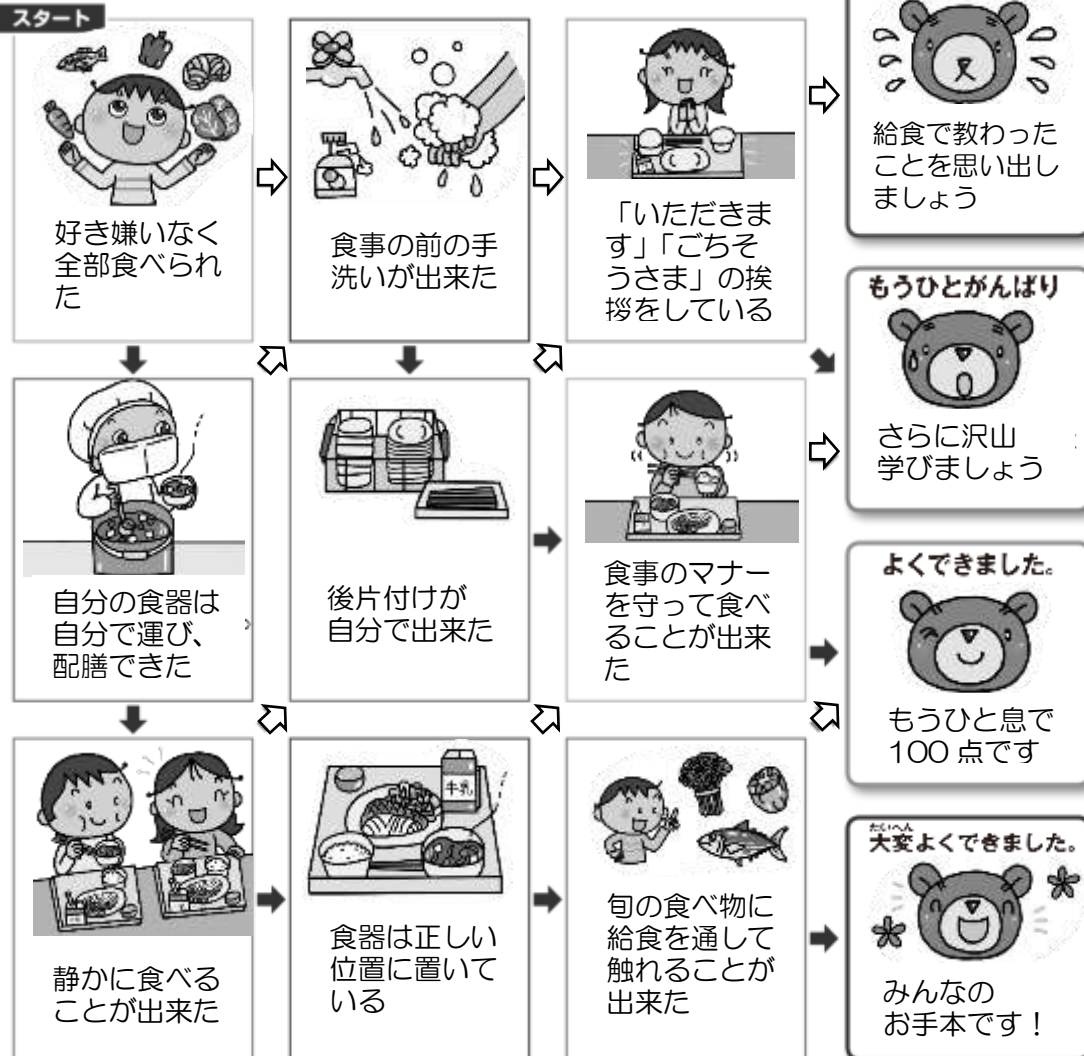 スタート
好き嫌いなく
全部食べられ
た
食事の前の手
洗いが出来た
「いただきま
す」「ごちそ
うさま」の挨
拶をしている
給食で教わった
ことを思い出し
ましょう
自分の食器は
自分で運び、
配膳できた
後片付けが
自分で出来た
食事のマナー
を守って食べ
ることが出来
た
もうひとがんばり
さらに沢山
学びましょう
よくできました。
もうひと息で
100 点です
静かに食べる
ことが出来た
牛乳
食器は正しい
位置に置いて
いる
旬の食べ物に
給食を通して
触れることが
出来た
たいへん
大変よくできました。
みんなの
お手本です！